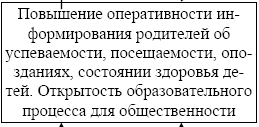 Повышение оперативности ин-
формирования родителей об
успеваемости, посещаемости, опо-
зданиях, состоянии здоровья де-
тей. Открытость образовательного
процесса для общественности